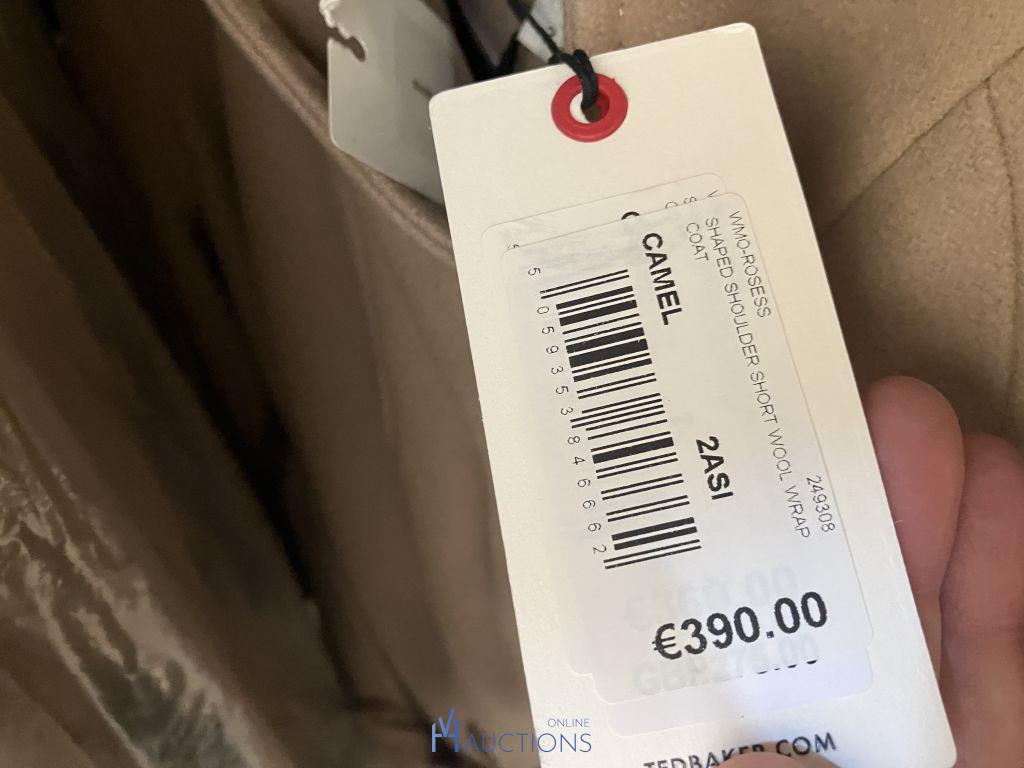 WMO-ROSESS
249308
SHAPED SHOULDER SHORT WOOL WRAP
COAT
CAMEL
2ASI
5 059353 846662
€390.00
TEDBAKER.COM
HVM ONLINE
AUCTIONS